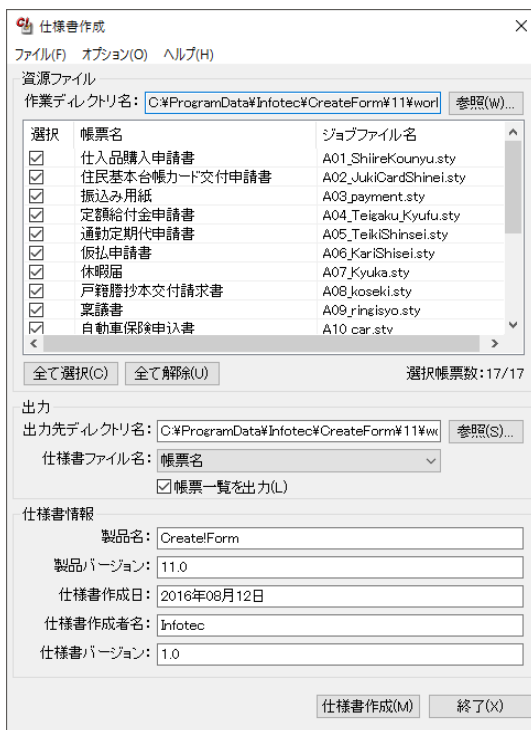 仕様書作成
ファイル(F) オプション(O) ヘルプ(H)
資源ファイル
作業ディレクトリ名: C:¥ProgramData¥Infotec¥CreateForm¥11¥worl 参照(W)...
選択 帳票名 ジョブファイル名
仕入品購入申請書 A01_ShiireKounyu.sty
住民基本台帳カード交付申請書 A02_JukiCardShinei.sty
振込み用紙 A03_payment.sty
定額給付金申請書 A04_Teigaku_Kyufu.sty
通勤定期代申請書 A05_TeikiShinsei.sty
仮払申請書 A06_KariShisei.sty
休暇届 A07_Kyuka.sty
戸籍謄抄本交付請求書 A08_koseki.sty
稟議書 A09_ringisyo.sty
自動車保険申込書 A10_car.sty
全て選択(C) 全て解除(U) 選択帳票数:17/17
出力
出力先ディレクトリ名: C:¥ProgramData¥Infotec¥CreateForm¥11¥wo 参照(S)...
仕様書ファイル名: 帳票名
帳票一覧を出力(L)
仕様書情報
製品名: Create!Form
製品バージョン: 11.0
仕様書作成日: 2016年08月12日
仕様書作成者名: Infotec
仕様書バージョン: 1.0
仕様書作成(M) 終了(X)